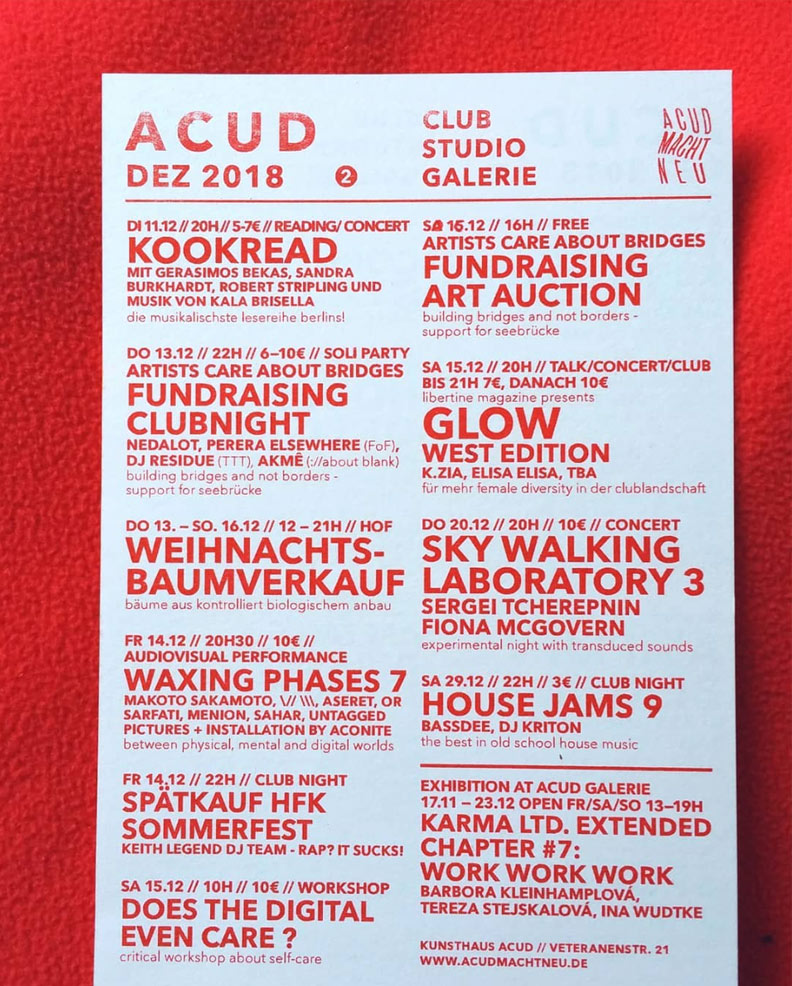 ACUD
DEZ 2018 2
CLUB
STUDIO
GALERIE
ACUD
MACHT
NEU
DI 11.12 // 20H // 5-7€ // READING/ CONCERT
KOOKREAD
MIT GERASIMOS BEKAS, SANDRA
BURKHARDT, ROBERT STRIPLING UND
MUSIK VON KALA BRISELLA
die musikalischste lesereihe berlins!
DO 13.12 // 22H // 6–10€ // SOLI PARTY
ARTISTS CARE ABOUT BRIDGES
FUNDRAISING
CLUBNIGHT
NEDALOT, PERERA ELSEWHERE (FoF),
DJ RESIDUE (TTT), AKMÊ (://about blank)
building bridges and not borders -
support for seebrücke
DO 13. – SO. 16.12 // 12 – 21H // HOF
WEIHNACHTS-
BAUMVERKAUF
bäume aus kontrolliert biologischem anbau
FR 14.12 // 20H30 // 10€ //
AUDIOVISUAL PERFORMANCE
WAXING PHASES 7
MAKOTO SAKAMOTO, \// \\\, ASERET, OR
SARFATI, MENION, SAHAR, UNTAGGED
PICTURES + INSTALLATION BY ACONITE
between physical, mental and digital worlds
FR 14.12 // 22H // CLUB NIGHT
SPÄTKAUF HFK
SOMMERFEST
KEITH LEGEND DJ TEAM - RAP? IT SUCKS!
SA 15.12 // 10H // 10€ // WORKSHOP
DOES THE DIGITAL
EVEN CARE ?
critical workshop about self-care
15.12 // 16H // FREE
ARTISTS CARE ABOUT BRIDGES
FUNDRAISING
ART AUCTION
building bridges and not borders -
support for seebrücke
SA 15.12 // 20H // TALK/CONCERT/CLUB
BIS 21H 7€, DANACH 10€
libertine magazine presents
GLOW
WEST EDITION
K.ZIA, ELISA ELISA, TBA
für mehr female diversity in der clublandschaft
DO 20.12 // 20H // 10€ // CONCERT
SKY WALKING
LABORATORY 3
SERGEI TCHEREPNIN
FIONA MCGOVERN
experimental night with transduced sounds
SA 29.12 // 22H // 3€ // CLUB NIGHT
HOUSE JAMS 9
BASSDEE, DJ KRITON
the best in old school house music
EXHIBITION AT ACUD GALERIE
17.11 – 23.12 OPEN FR/SA/SO 13–19H
KARMA LTD. EXTENDED
CHAPTER #7:
WORK WORK WORK
BARBORA KLEINHAMPLOVÁ,
TEREZA STEJSKALOVÁ, INA WUDTKE
KUNSTHAUS ACUD // VETERANENSTR. 21
WWW.ACUDMACHTNEU.DE